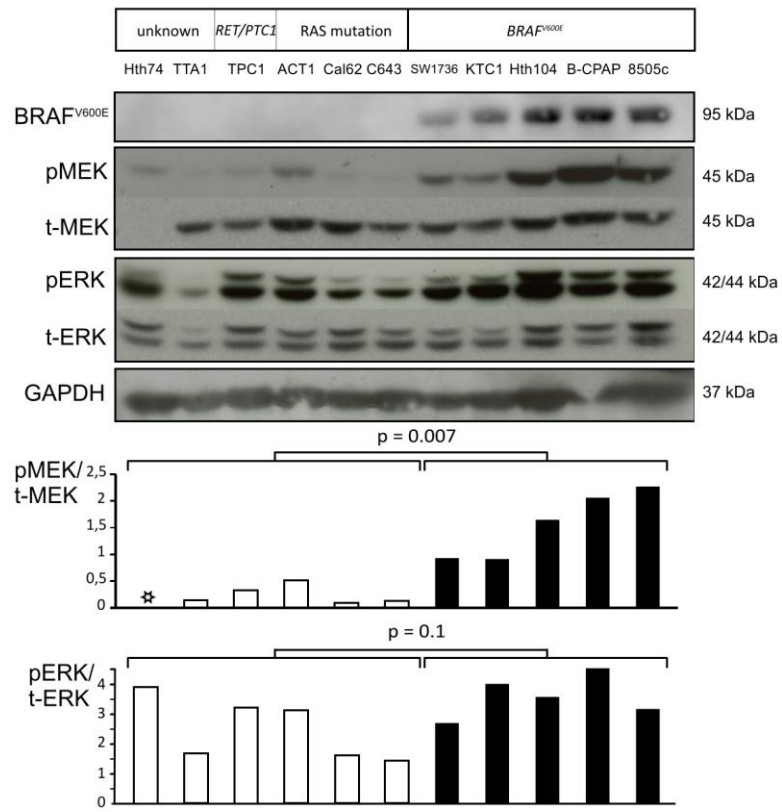 unknown RET/PTC1 RAS mutation BRAFV600E
Hth74 TTA1 TPC1 ACT1 Cal62 C643 SW1736 KTC1 Hth104 B-CPAP 8505c
BRAFV600E 95 kDa
pMEK 45 kDa
t-MEK 45 kDa
pERK 42/44 kDa
t-ERK 42/44 kDa
GAPDH 37 kDa
p = 0.007
pMEK/
t-MEK
2,5
2
1,5
1
0,5
0
p = 0.1
pERK/
t-ERK
4
3
2
1
0